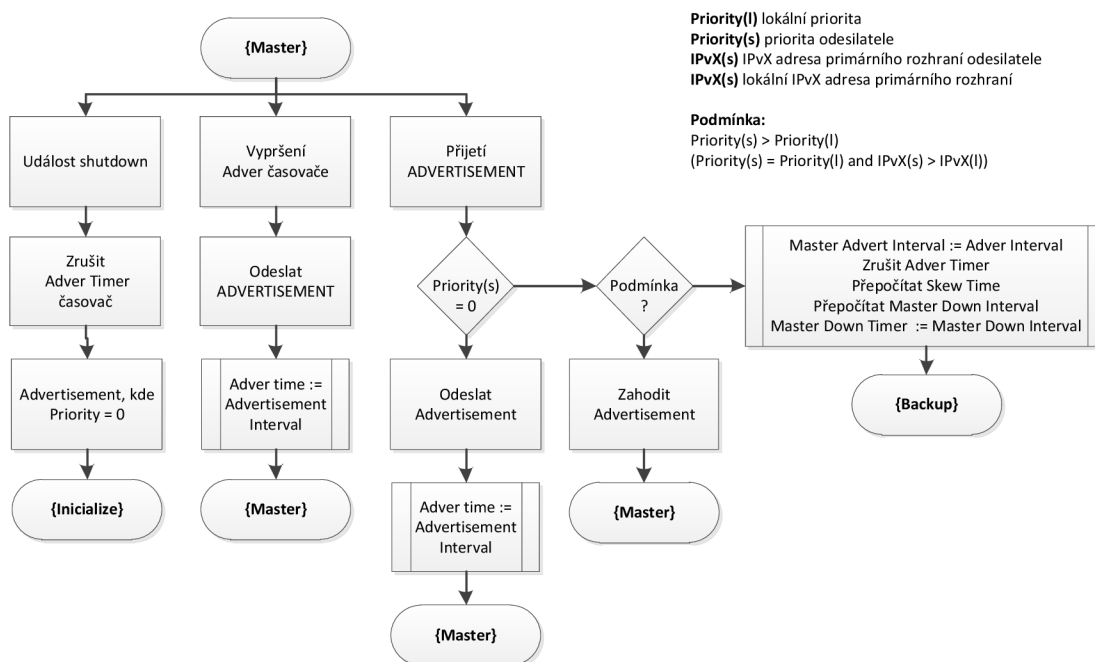 {Master}
Priority(l) lokální priorita
Priority(s) priorita odesilatele
IPvX(s) IPvX adresa primárního rozhraní odesilatele
IPvX(s) lokální IPvX adresa primárního rozhraní
Podmínka:
Priority(s) > Priority(l)
(Priority(s) = Priority(l) and IPvX(s) > IPvX(l))
Událost shutdown
Vypršení
Adver časovače
Přijetí
ADVERTISEMENT
Zrušit
Adver Timer
časovač
Odeslat
ADVERTISEMENT
Priority(s)
= 0
Podmínka
?
Master Advert Interval := Adver Interval
Zrušit Adver Timer
Přepočítat Skew Time
Přepočítat Master Down Interval
Master Down Timer := Master Down Interval
Advertisement, kde
Priority = 0
Adver time :=
Advertisement
Interval
Odeslat
Advertisement
Zahodit
Advertisement
{Backup}
{Inicialize}
{Master}
Adver time :=
Advertisement
Interval
{Master}
{Master}